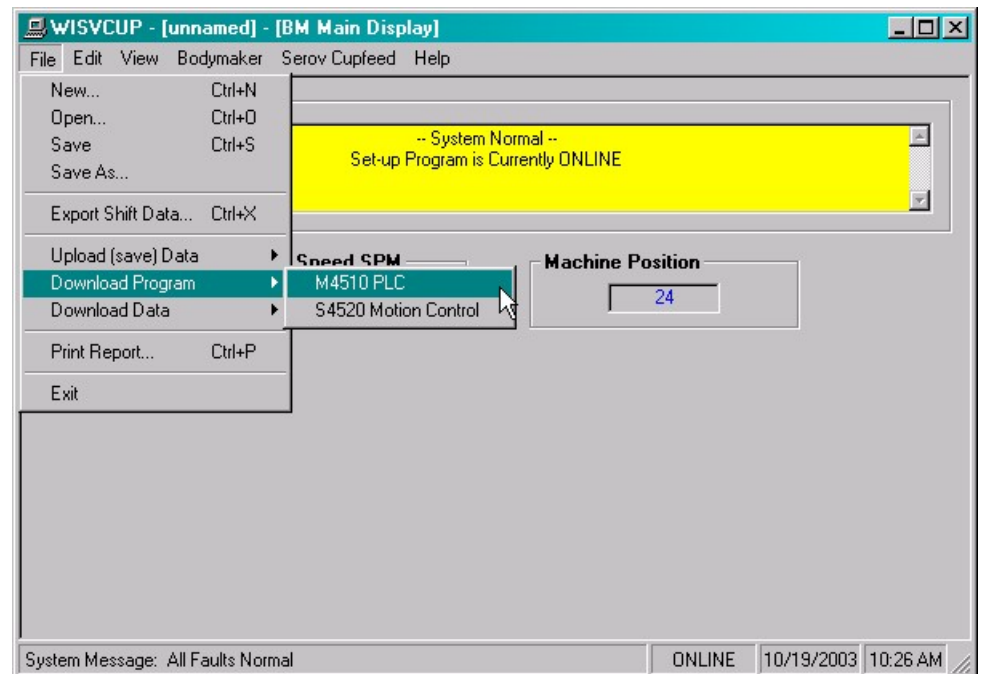 WISVCUP - [unnamed] - [BM Main Display]
File Edit View Bodymaker Serov Cupfeed Help
New... Ctrl+N
Open... Ctrl+O
Save Ctrl+S
Save As...
Export Shift Data... Ctrl+X
Upload (save) Data
Download Program
Download Data
Print Report... Ctrl+P
Exit
M4510 PLC
S4520 Motion Control
-- System Normal --
Set-up Program is Currently ONLINE
Speed SPM
Machine Position
24
System Message: All Faults Normal
ONLINE 10/19/2003 10:26 AM